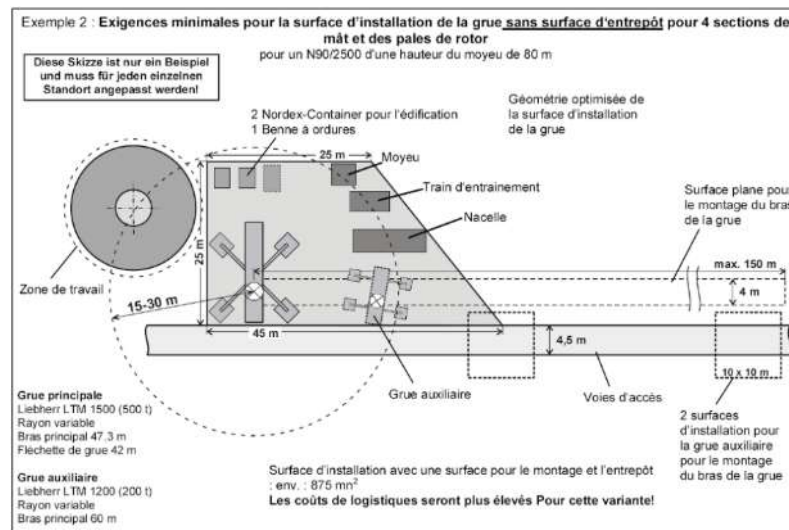 Exemple 2 : Exigences minimales pour la surface d'installation de la grue sans surface d'entrepôt pour 4 sections de
mât et des pales de rotor
pour un N90/2500 d'une hauteur du moyeu de 80 m
Diese Skizze ist nur ein Beispiel
und muss für jeden einzelnen
Standort angepasst werden!
2 Nordex-Container pour l'édification
1 Benne à ordures
Géométrie optimisée de
la surface d'installation
de la grue
25 m
Moyeu
Train d'entrainement
Nacelle
Surface plane pour
le montage du bras
de la grue
25 m
max. 150 m
Zone de travail
15-30 m
4 m
45 m
4,5 m
10 x 10 m
Grue auxiliaire
Voies d'accès
Grue principale
Liebherr LTM 1500 (500 t)
Rayon variable
Bras principal 47.3 m
Fléchette de grue 42 m
2 surfaces
d'installation pour
la grue auxiliaire
pour le montage
du bras de la grue
Grue auxiliaire
Liebherr LTM 1200 (200 t)
Rayon variable
Bras principal 60 m
Surface d'installation avec une surface pour le montage et l'entrepôt
: env. : 875 mn²
Les coûts de logistiques seront plus élevés Pour cette variante!